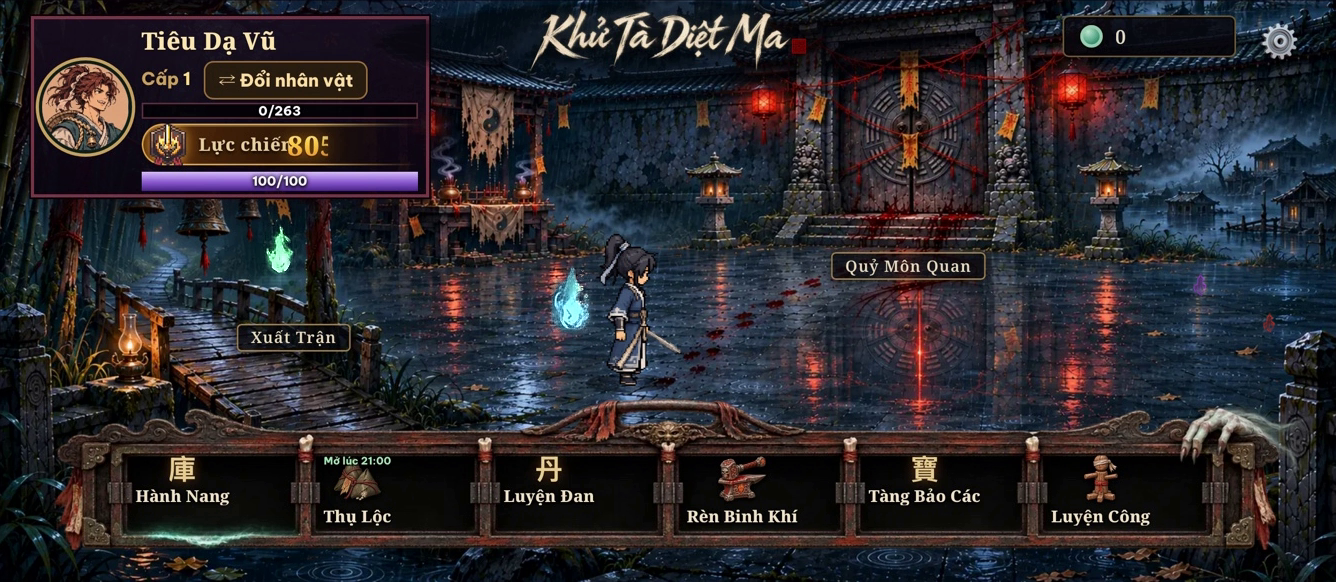 Tiêu Dạ Vũ
Cấp 1
⇄ Đổi nhân vật
0/263
Lực chiến 805
100/100
Khử Tà Diệt Ma
0
Quỷ Môn Quan
Xuất Trận
庫
Hành Nang
Mở lúc 21:00
Thụ Lộc
丹
Luyện Đan
Rèn Binh Khí
寶
Tàng Bảo Các
Luyện Công